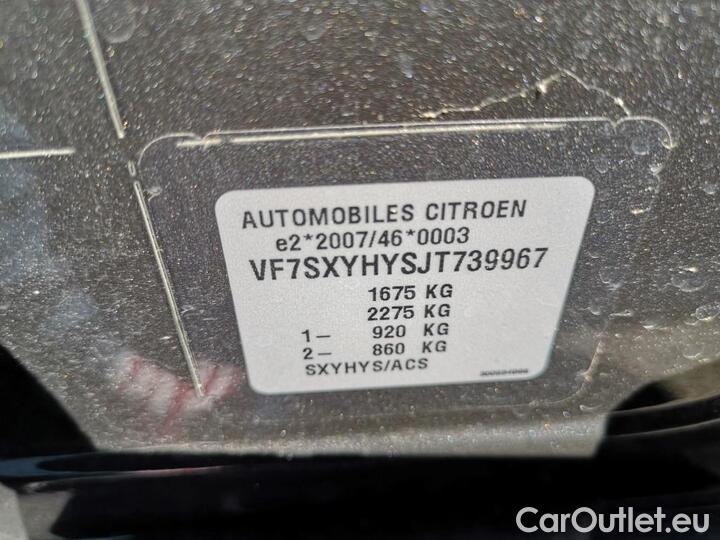 AUTOMOBILES CITROEN
e2*2007/46*0003
VF7SXYHYSJT739967
1675 KG
2275 KG
1- 920 KG
2- 860 KG
SXYHYS/ACS
CarOutlet.eu